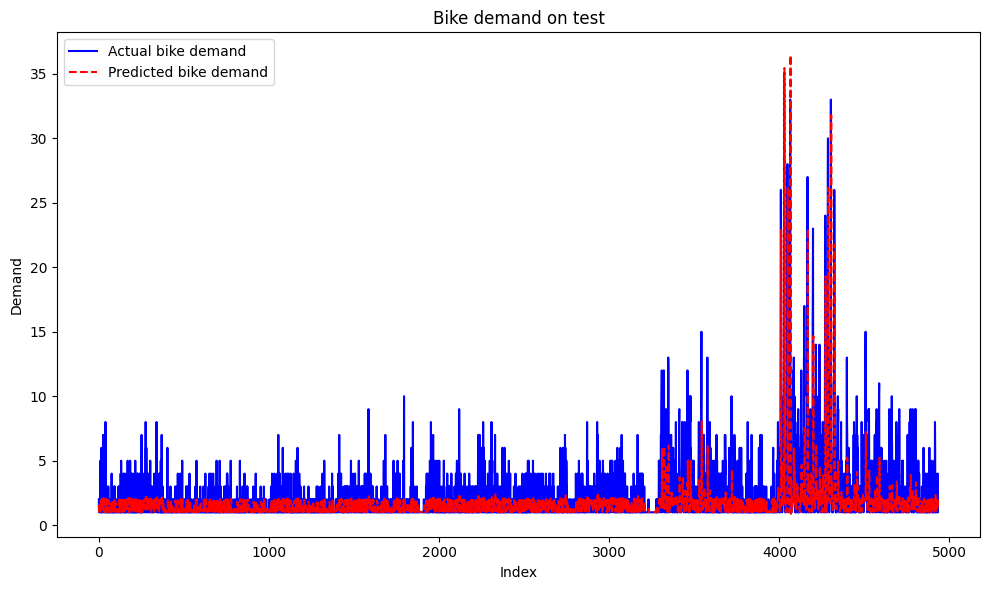 Bike demand on test
Actual bike demand
Predicted bike demand
35
30
25
20
15
10
5
0
Demand
0 1000 2000 3000 4000 5000
Index